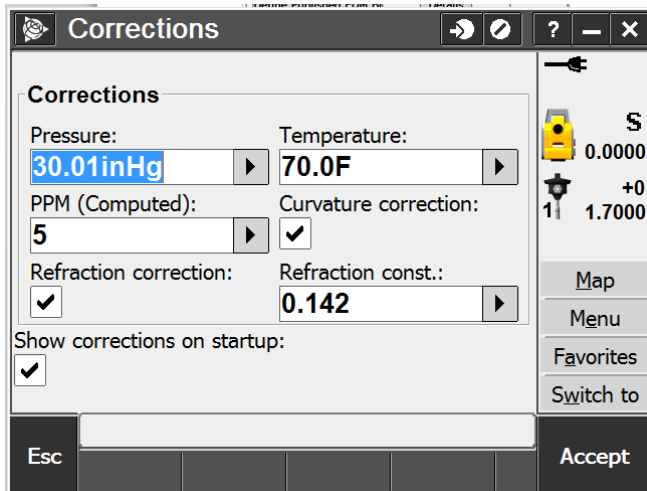 Corrections
? – ×
Corrections
Pressure:
Temperature:
30.01inHg
70.0F
PPM (Computed):
Curvature correction:
5
Refraction correction:
Refraction const.:
0.142
Show corrections on startup:
S
0.0000
+0
1
1.7000
Map
Menu
Favorites
Switch to
Esc
Accept